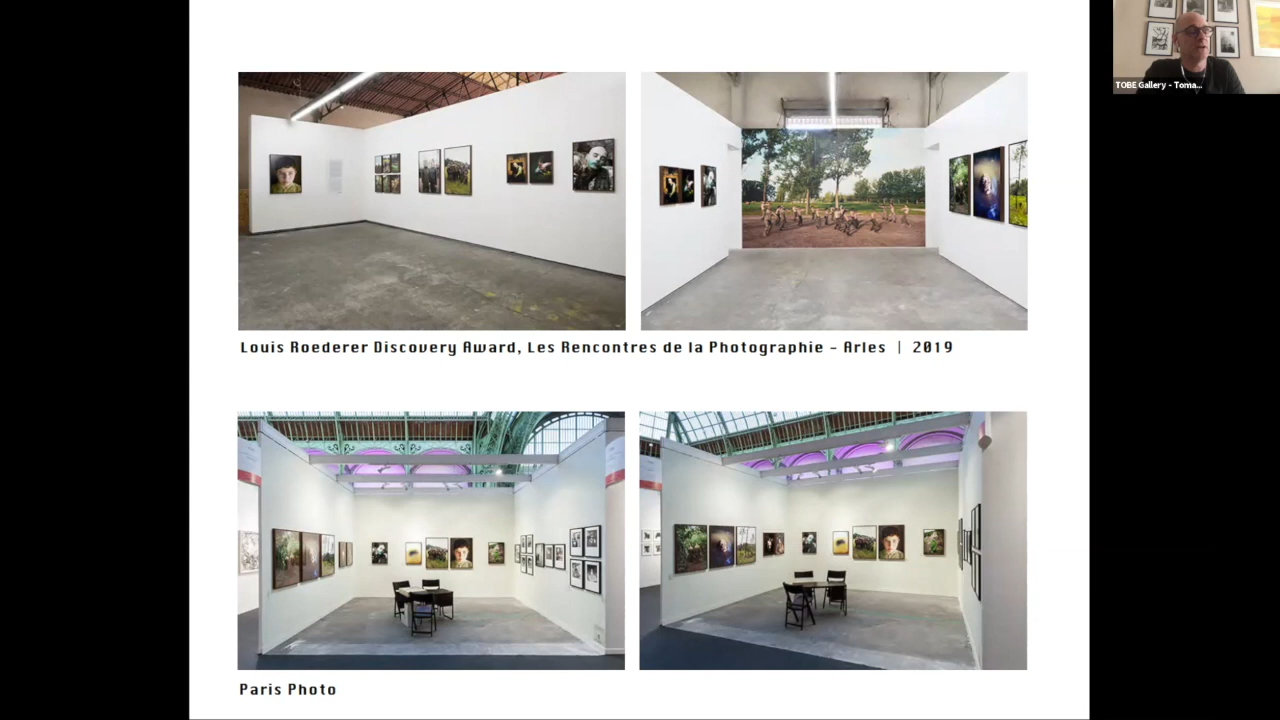 TOBE Gallery - Toma...
Louis Roederer Discovery Award, Les Rencontres de la Photographie - Arles | 2019
Paris Photo